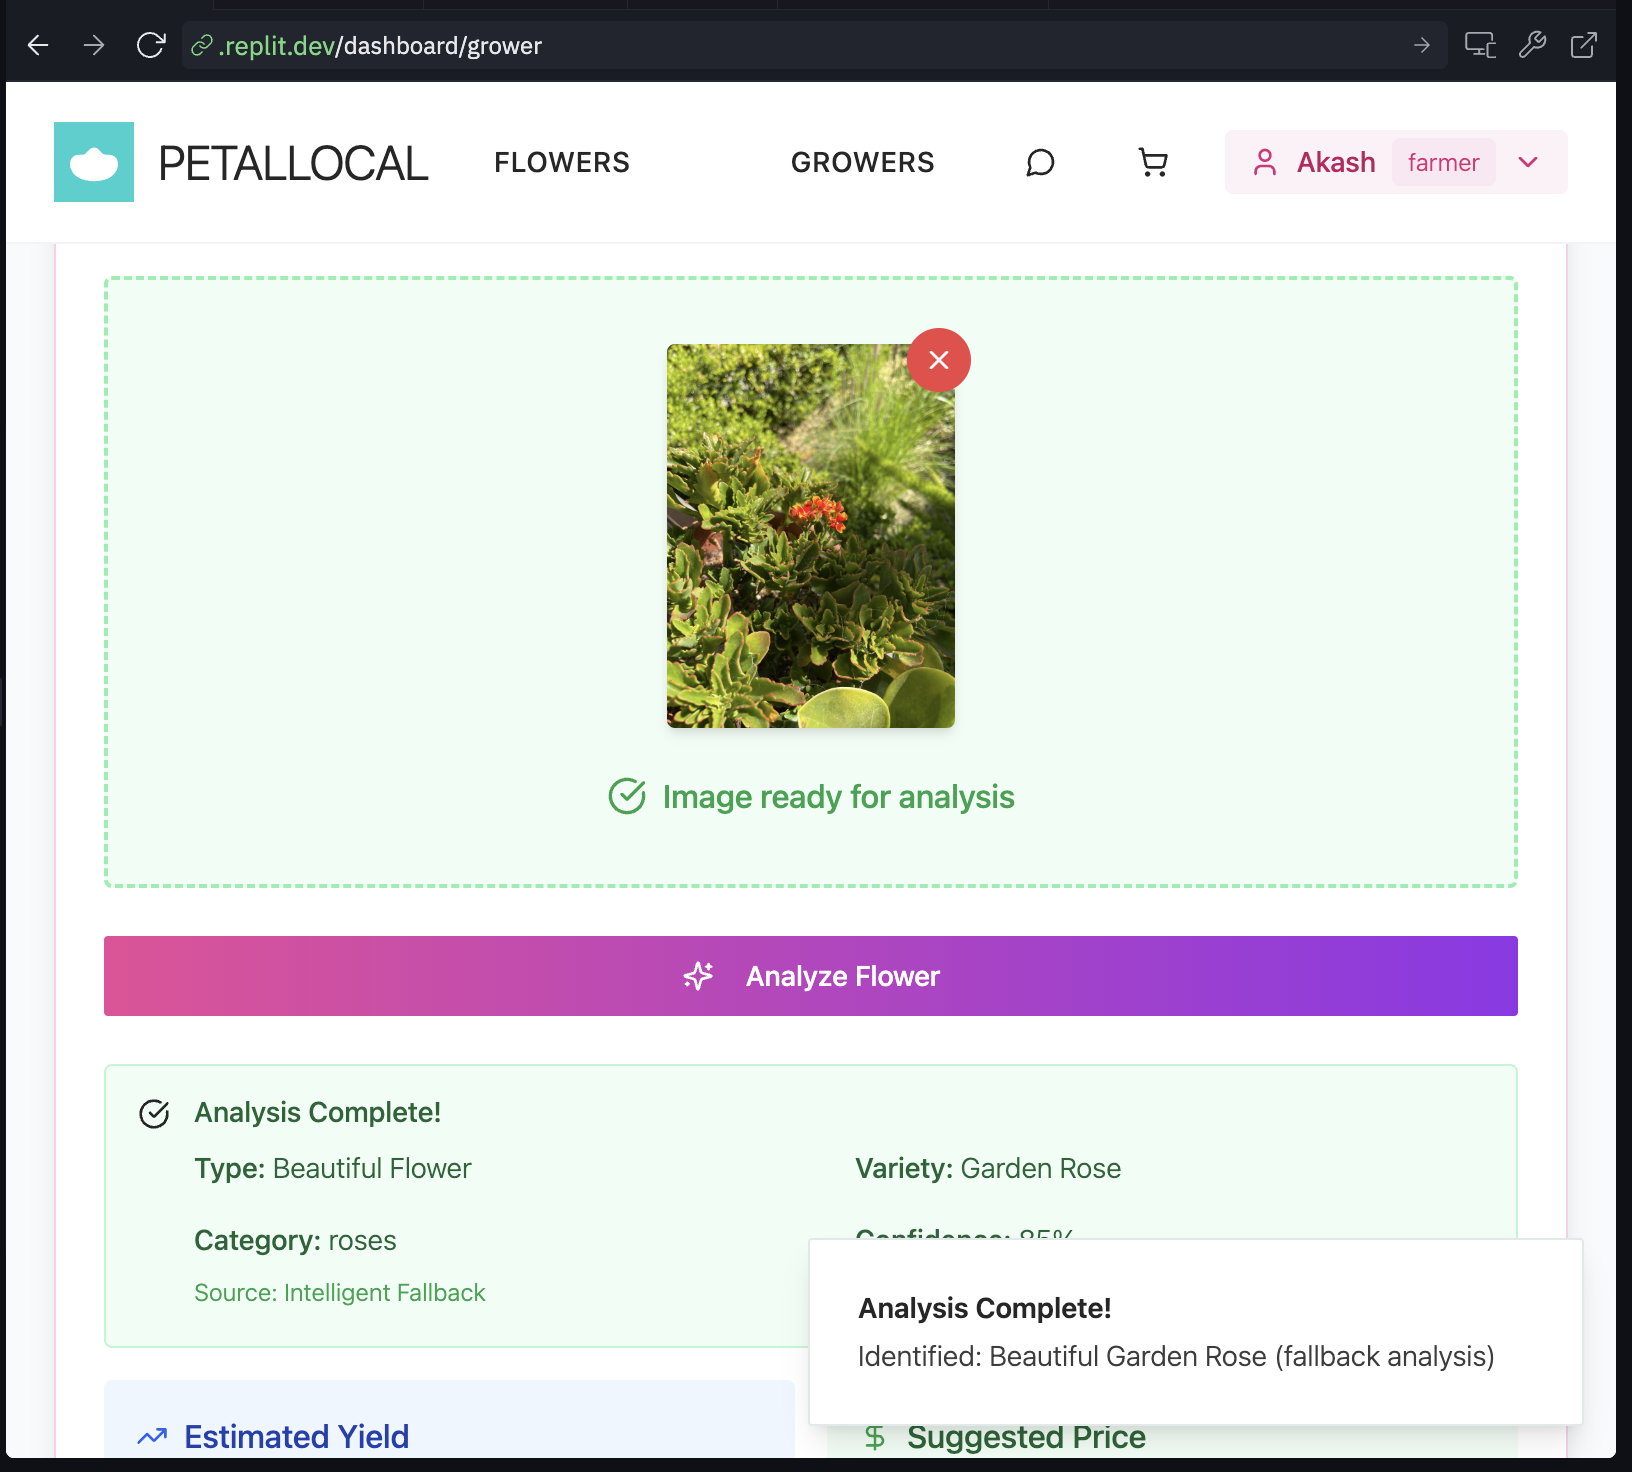 .replit.dev/dashboard/grower
PETALLOCAL
FLOWERS
GROWERS
Akash
farmer
Image ready for analysis
Analyze Flower
Analysis Complete!
Type: Beautiful Flower
Variety: Garden Rose
Category: roses
Confidence: 85%
Source: Intelligent Fallback
Analysis Complete!
Identified: Beautiful Garden Rose (fallback analysis)
Estimated Yield
Suggested Price